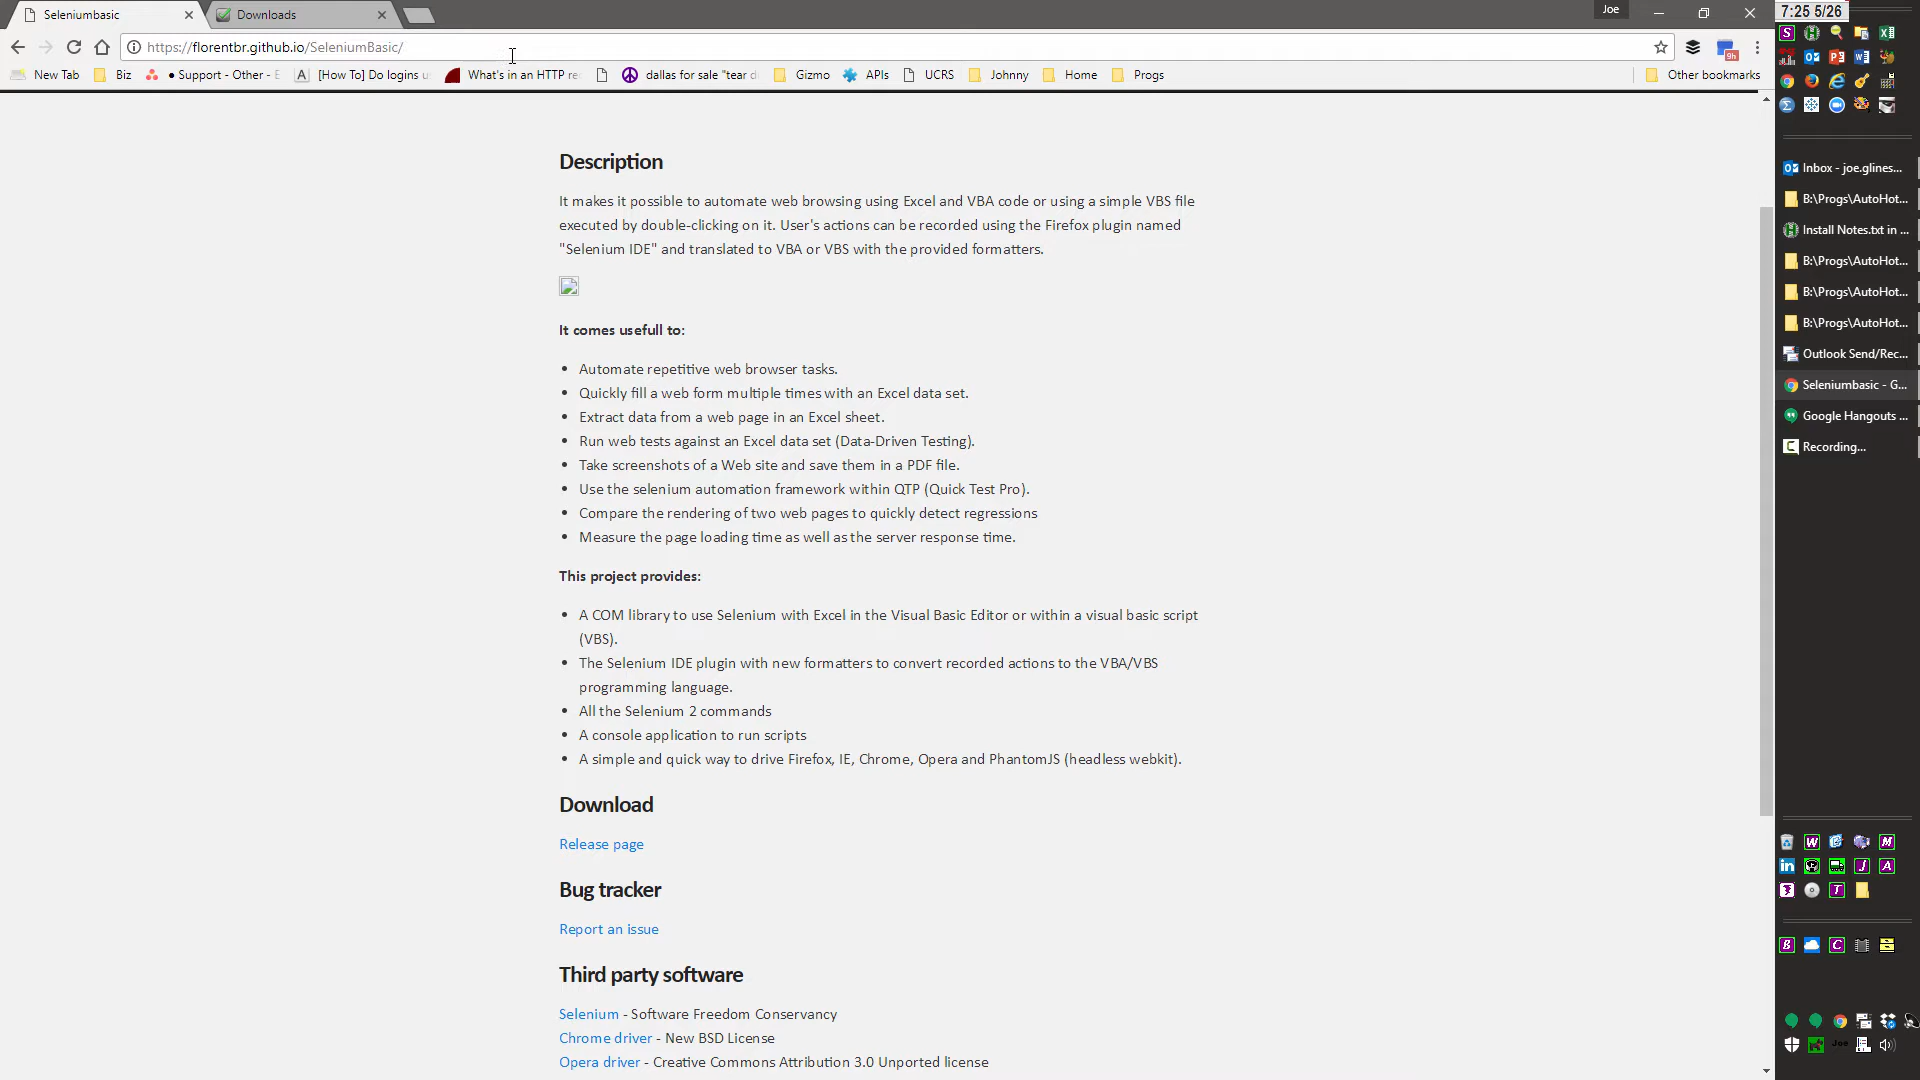 Seleniumbasic
Downloads
Joe
7:25 5/26
https://florentbr.github.io/SeleniumBasic/
New Tab
Biz
• Support - Other - E
[How To] Do logins u
What's in an HTTP re
dallas for sale "tear d
Gizmo
APIs
UCRS
Johnny
Home
Progs
Other bookmarks
9h
Description
It makes it possible to automate web browsing using Excel and VBA code or using a simple VBS file
executed by double-clicking on it. User's actions can be recorded using the Firefox plugin named
"Selenium IDE" and translated to VBA or VBS with the provided formatters.
It comes usefull to:
• Automate repetitive web browser tasks.
• Quickly fill a web form multiple times with an Excel data set.
• Extract data from a web page in an Excel sheet.
• Run web tests against an Excel data set (Data-Driven Testing).
• Take screenshots of a Web site and save them in a PDF file.
• Use the selenium automation framework within QTP (Quick Test Pro).
• Compare the rendering of two web pages to quickly detect regressions
• Measure the page loading time as well as the server response time.
This project provides:
• A COM library to use Selenium with Excel in the Visual Basic Editor or within a visual basic script
(VBS).
• The Selenium IDE plugin with new formatters to convert recorded actions to the VBA/VBS
programming language.
• All the Selenium 2 commands
• A console application to run scripts
• A simple and quick way to drive Firefox, IE, Chrome, Opera and PhantomJS (headless webkit).
Download
Release page
Bug tracker
Report an issue
Third party software
Selenium - Software Freedom Conservancy
Chrome driver - New BSD License
Opera driver - Creative Commons Attribution 3.0 Unported license
Inbox - joe.glines...
B:\Progs\AutoHot...
Install Notes.txt in ...
B:\Progs\AutoHot...
B:\Progs\AutoHot...
B:\Progs\AutoHot...
Outlook Send/Rec...
Seleniumbasic - G...
Google Hangouts ...
Recording...